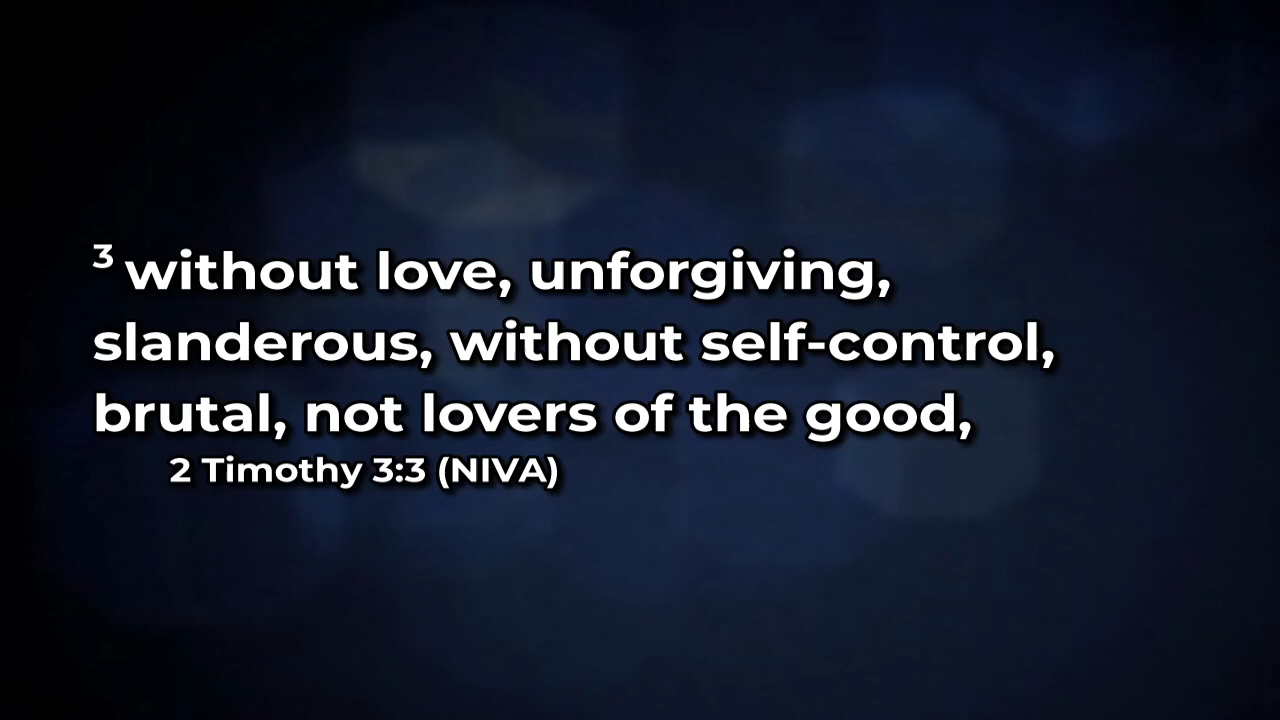 3 without love, unforgiving,
slanderous, without self-control,
brutal, not lovers of the good,
2 Timothy 3:3 (NIVA)